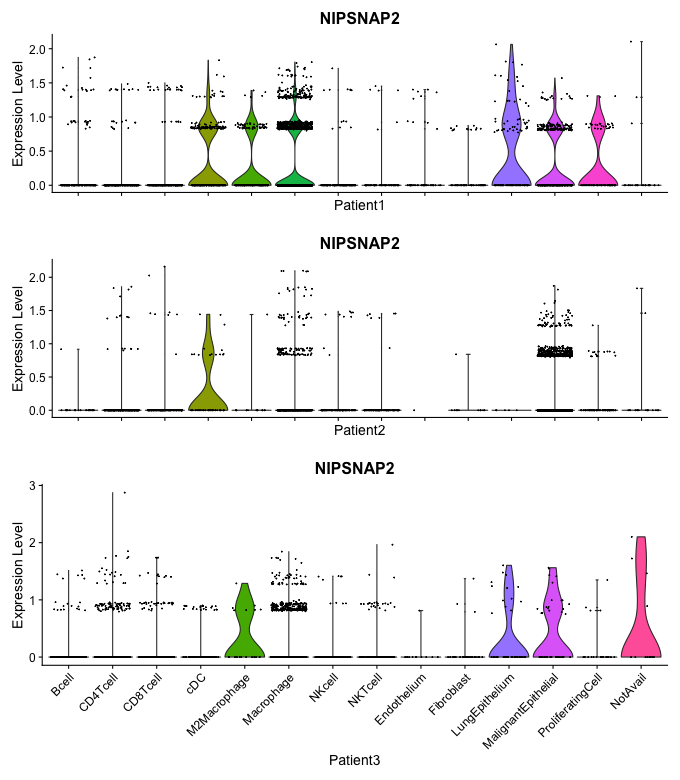 NIPSNAP2
Expression Level
2.0
1.5
1.0
0.5
0.0
Patient1
NIPSNAP2
Expression Level
2.0
1.5
1.0
0.5
0.0
Patient2
NIPSNAP2
Expression Level
3
2
1
0
Bcell
CD4Tcell
CD8Tcell
cDC
M2Macrophage
Macrophage
NKcell
NKTcell
Endothelium
Fibroblast
LungEpithelium
MalignantEpithelial
ProliferatingCell
NotAvail
Patient3